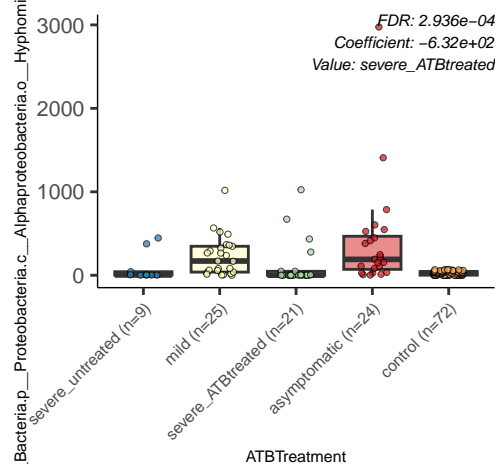 FDR: 2.936e−04
Coefficient: −6.32e+02
Value: severe_ATBtreated
_Bacteria.p__Proteobacteria.c__Alphaproteobacteria.o__Hyphomi
3000
2000
1000
0
severe_untreated (n=9)
mild (n=25)
severe_ATBtreated (n=21)
asymptomatic (n=24)
control (n=72)
ATBTreatment